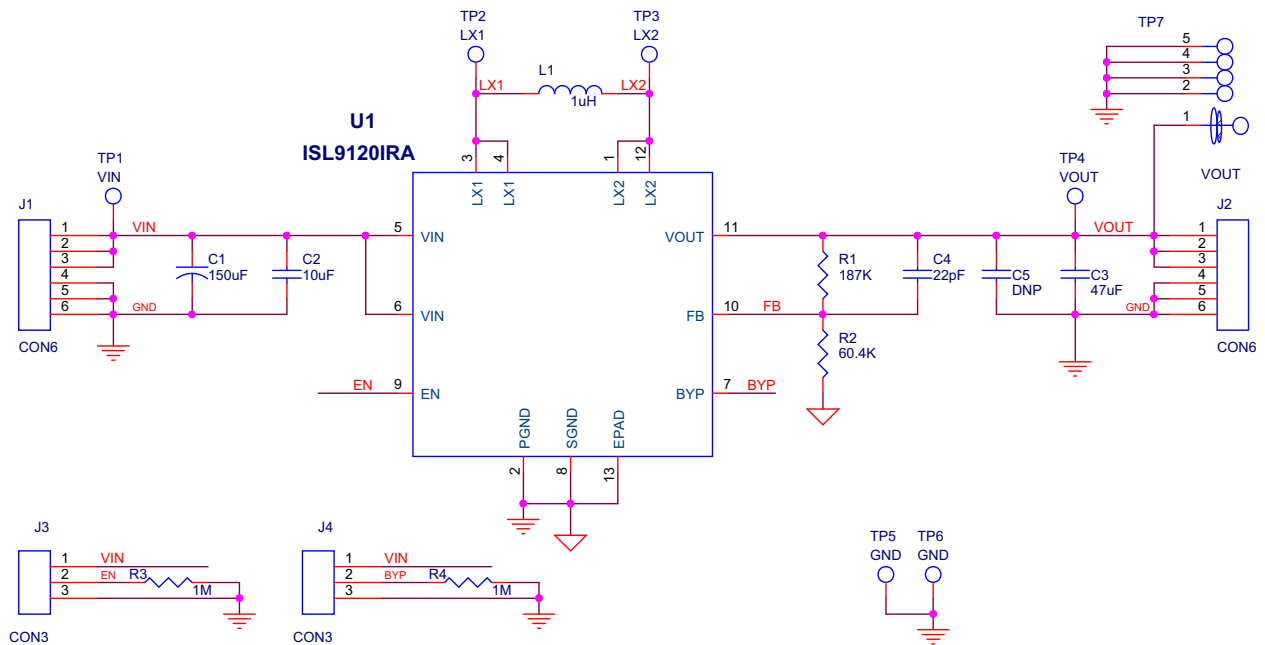 TP2
LX1
TP3
LX2
TP7
5
4
3
2
1
VOUT
LX1
L1
1uH
LX2
U1
ISL9120IRA
3
4
1
12
LX1
LX1
LX2
LX2
TP1
VIN
TP4
VOUT
J1
1
2
3
4
5
6
CON6
VIN
GND
C1
150uF
C2
10uF
5
VIN
6
VIN
EN
9
EN
VOUT
11
FB
10
FB
BYP
7
BYP
PGND
SGND
EPAD
2
8
13
R1
187K
R2
60.4K
C4
22pF
C5
DNP
C3
47uF
VOUT
GND
J2
1
2
3
4
5
6
CON6
J3
1
2
3
VIN
EN
R3
1M
CON3
J4
1
2
3
VIN
BYP
R4
1M
CON3
TP5
GND
TP6
GND